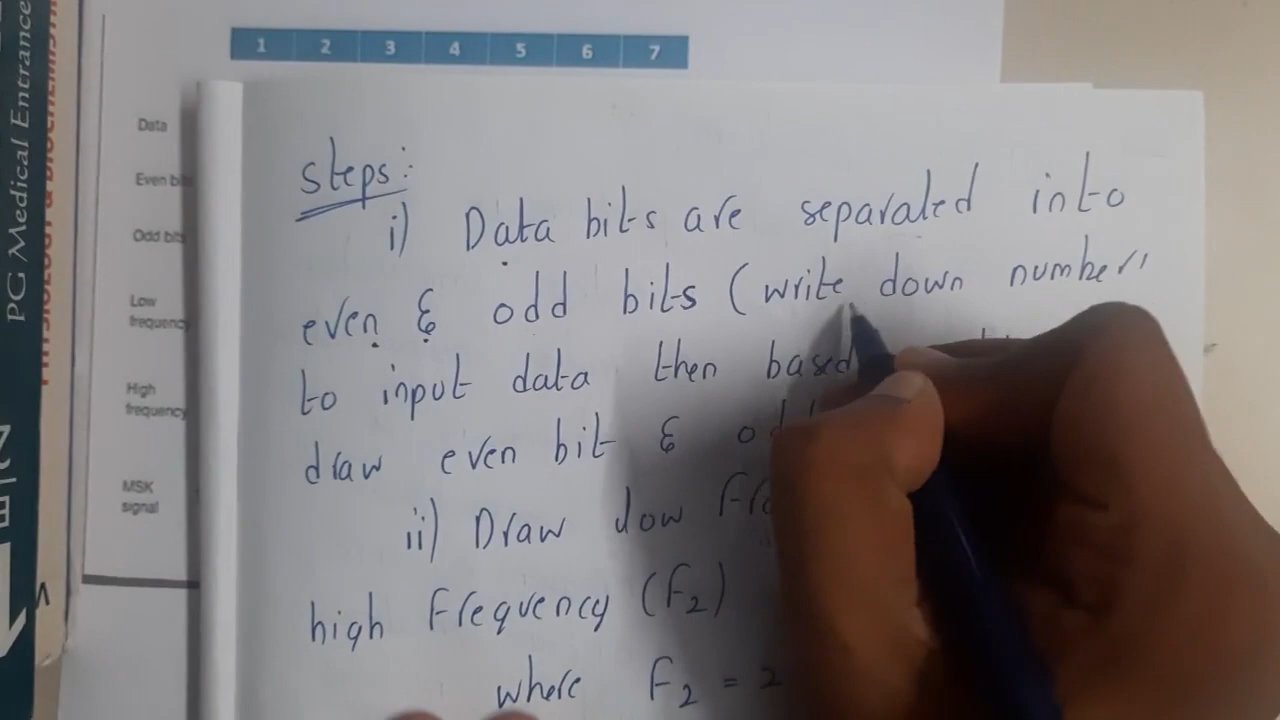 PG Medical Entrance
1 2 3 4 5 6 7
Data
Even
Odd bits
Low
frequency
High
frequency
MSK
signal
steps:
i) Data bits are separated into
even & odd bits (write down numbers
to input data then based
draw even bit &
ii) Draw low
high frequency (F2)
where F2 = 2